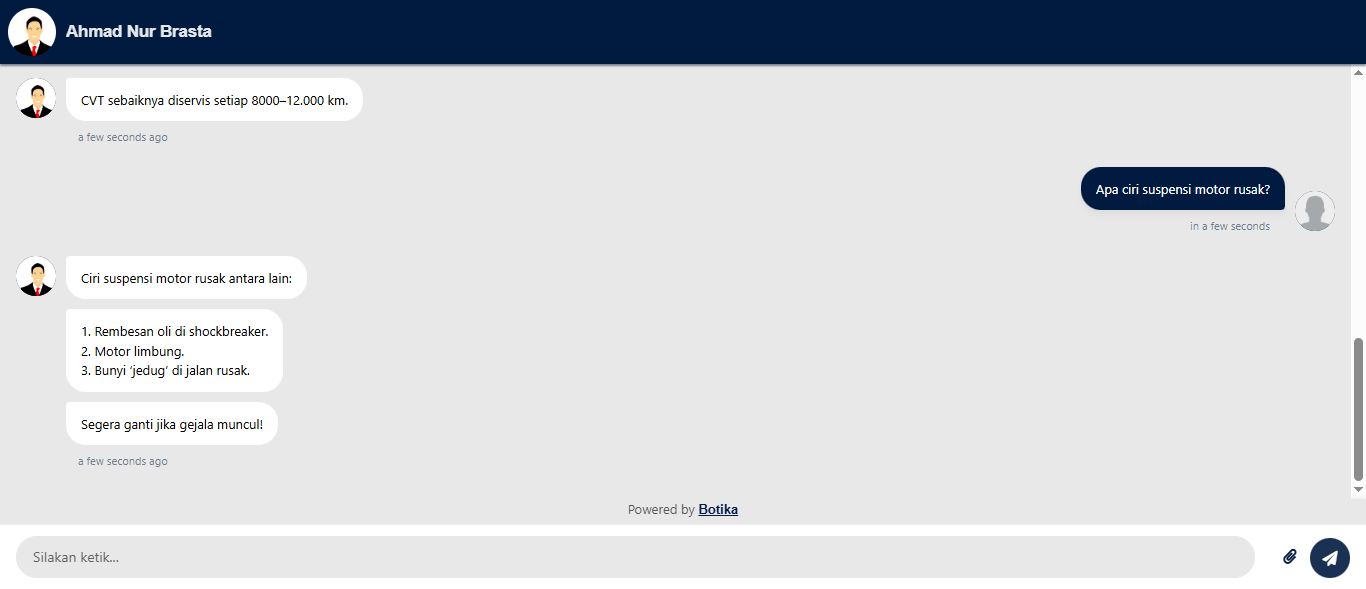 Ahmad Nur Brasta
CVT sebaiknya diservis setiap 8000–12.000 km.
a few seconds ago
Apa ciri suspensi motor rusak?
in a few seconds
Ciri suspensi motor rusak antara lain:
1. Rembesan oli di shockbreaker.
2. Motor limbung.
3. Bunyi ‘jedug’ di jalan rusak.
Segera ganti jika gejala muncul!
a few seconds ago
Powered by Botika
Silakan ketik...